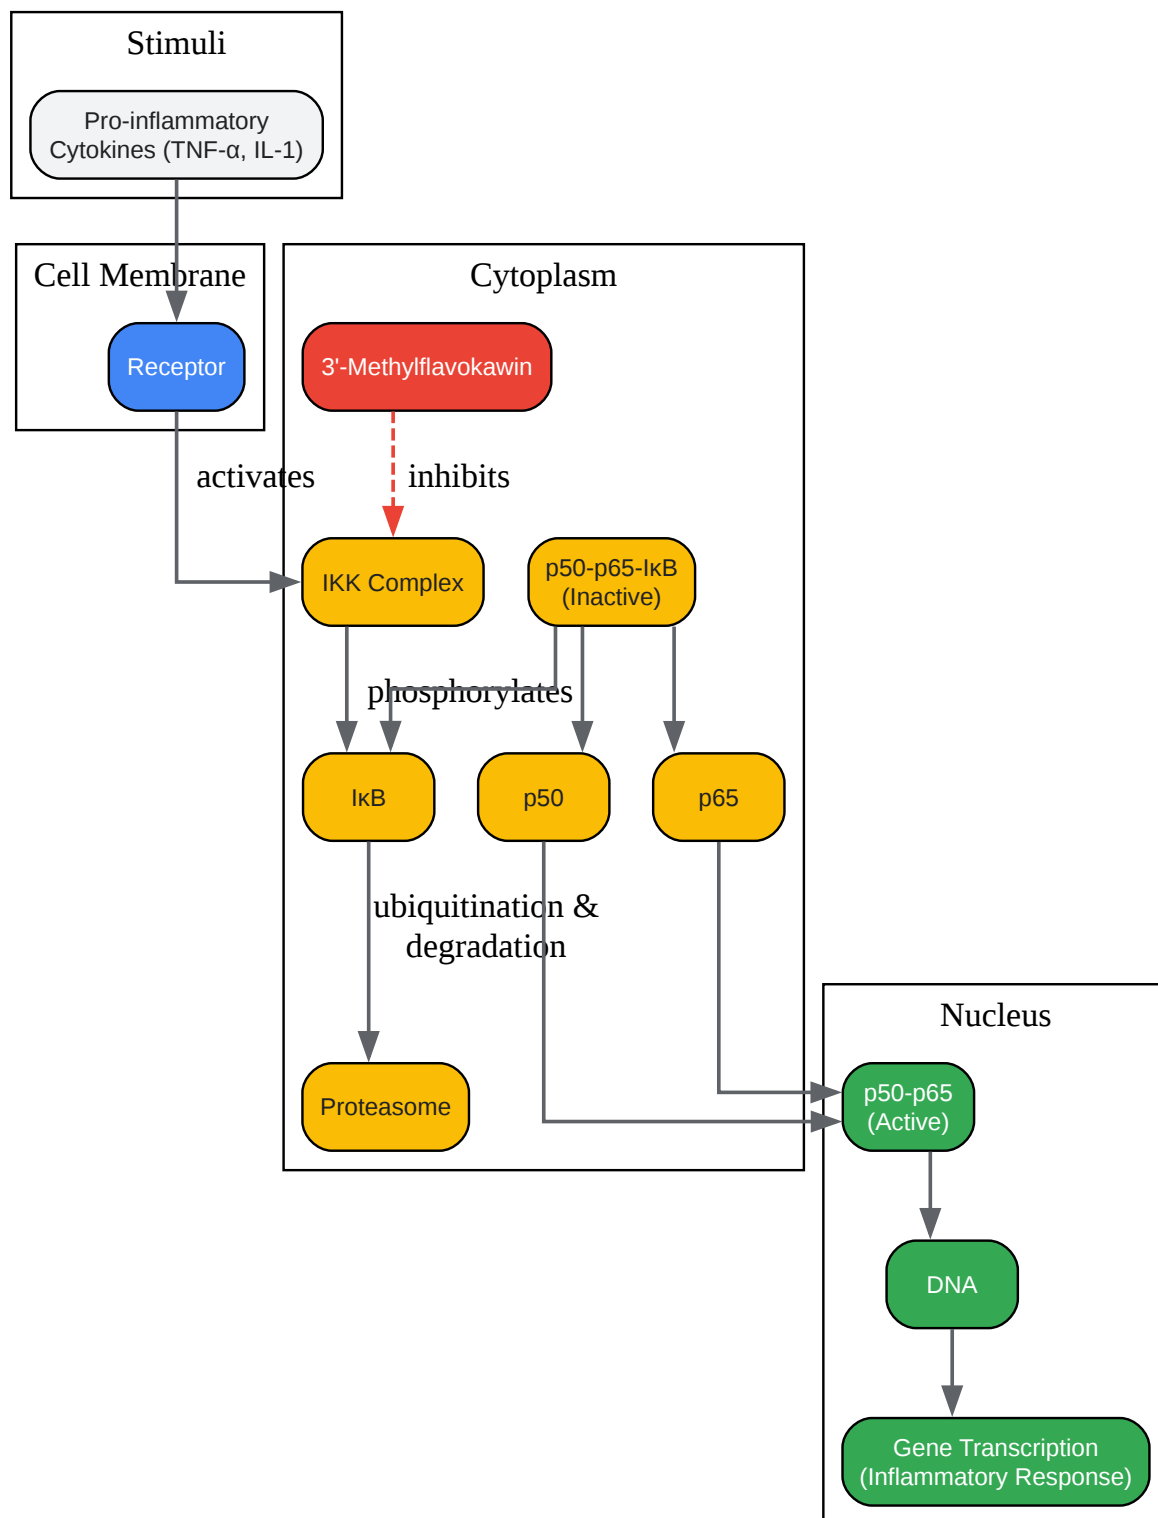 Stimuli
Pro-inflammatory
Cytokines (TNF-α, IL-1)
Cell Membrane
Receptor
Cytoplasm
3'-Methylflavokawin
activates
inhibits
IKK Complex
p50-p65-IκB
(Inactive)
phosphorylates
IκB
p50
p65
ubiquitination &
degradation
Proteasome
Nucleus
p50-p65
(Active)
DNA
Gene Transcription
(Inflammatory Response)